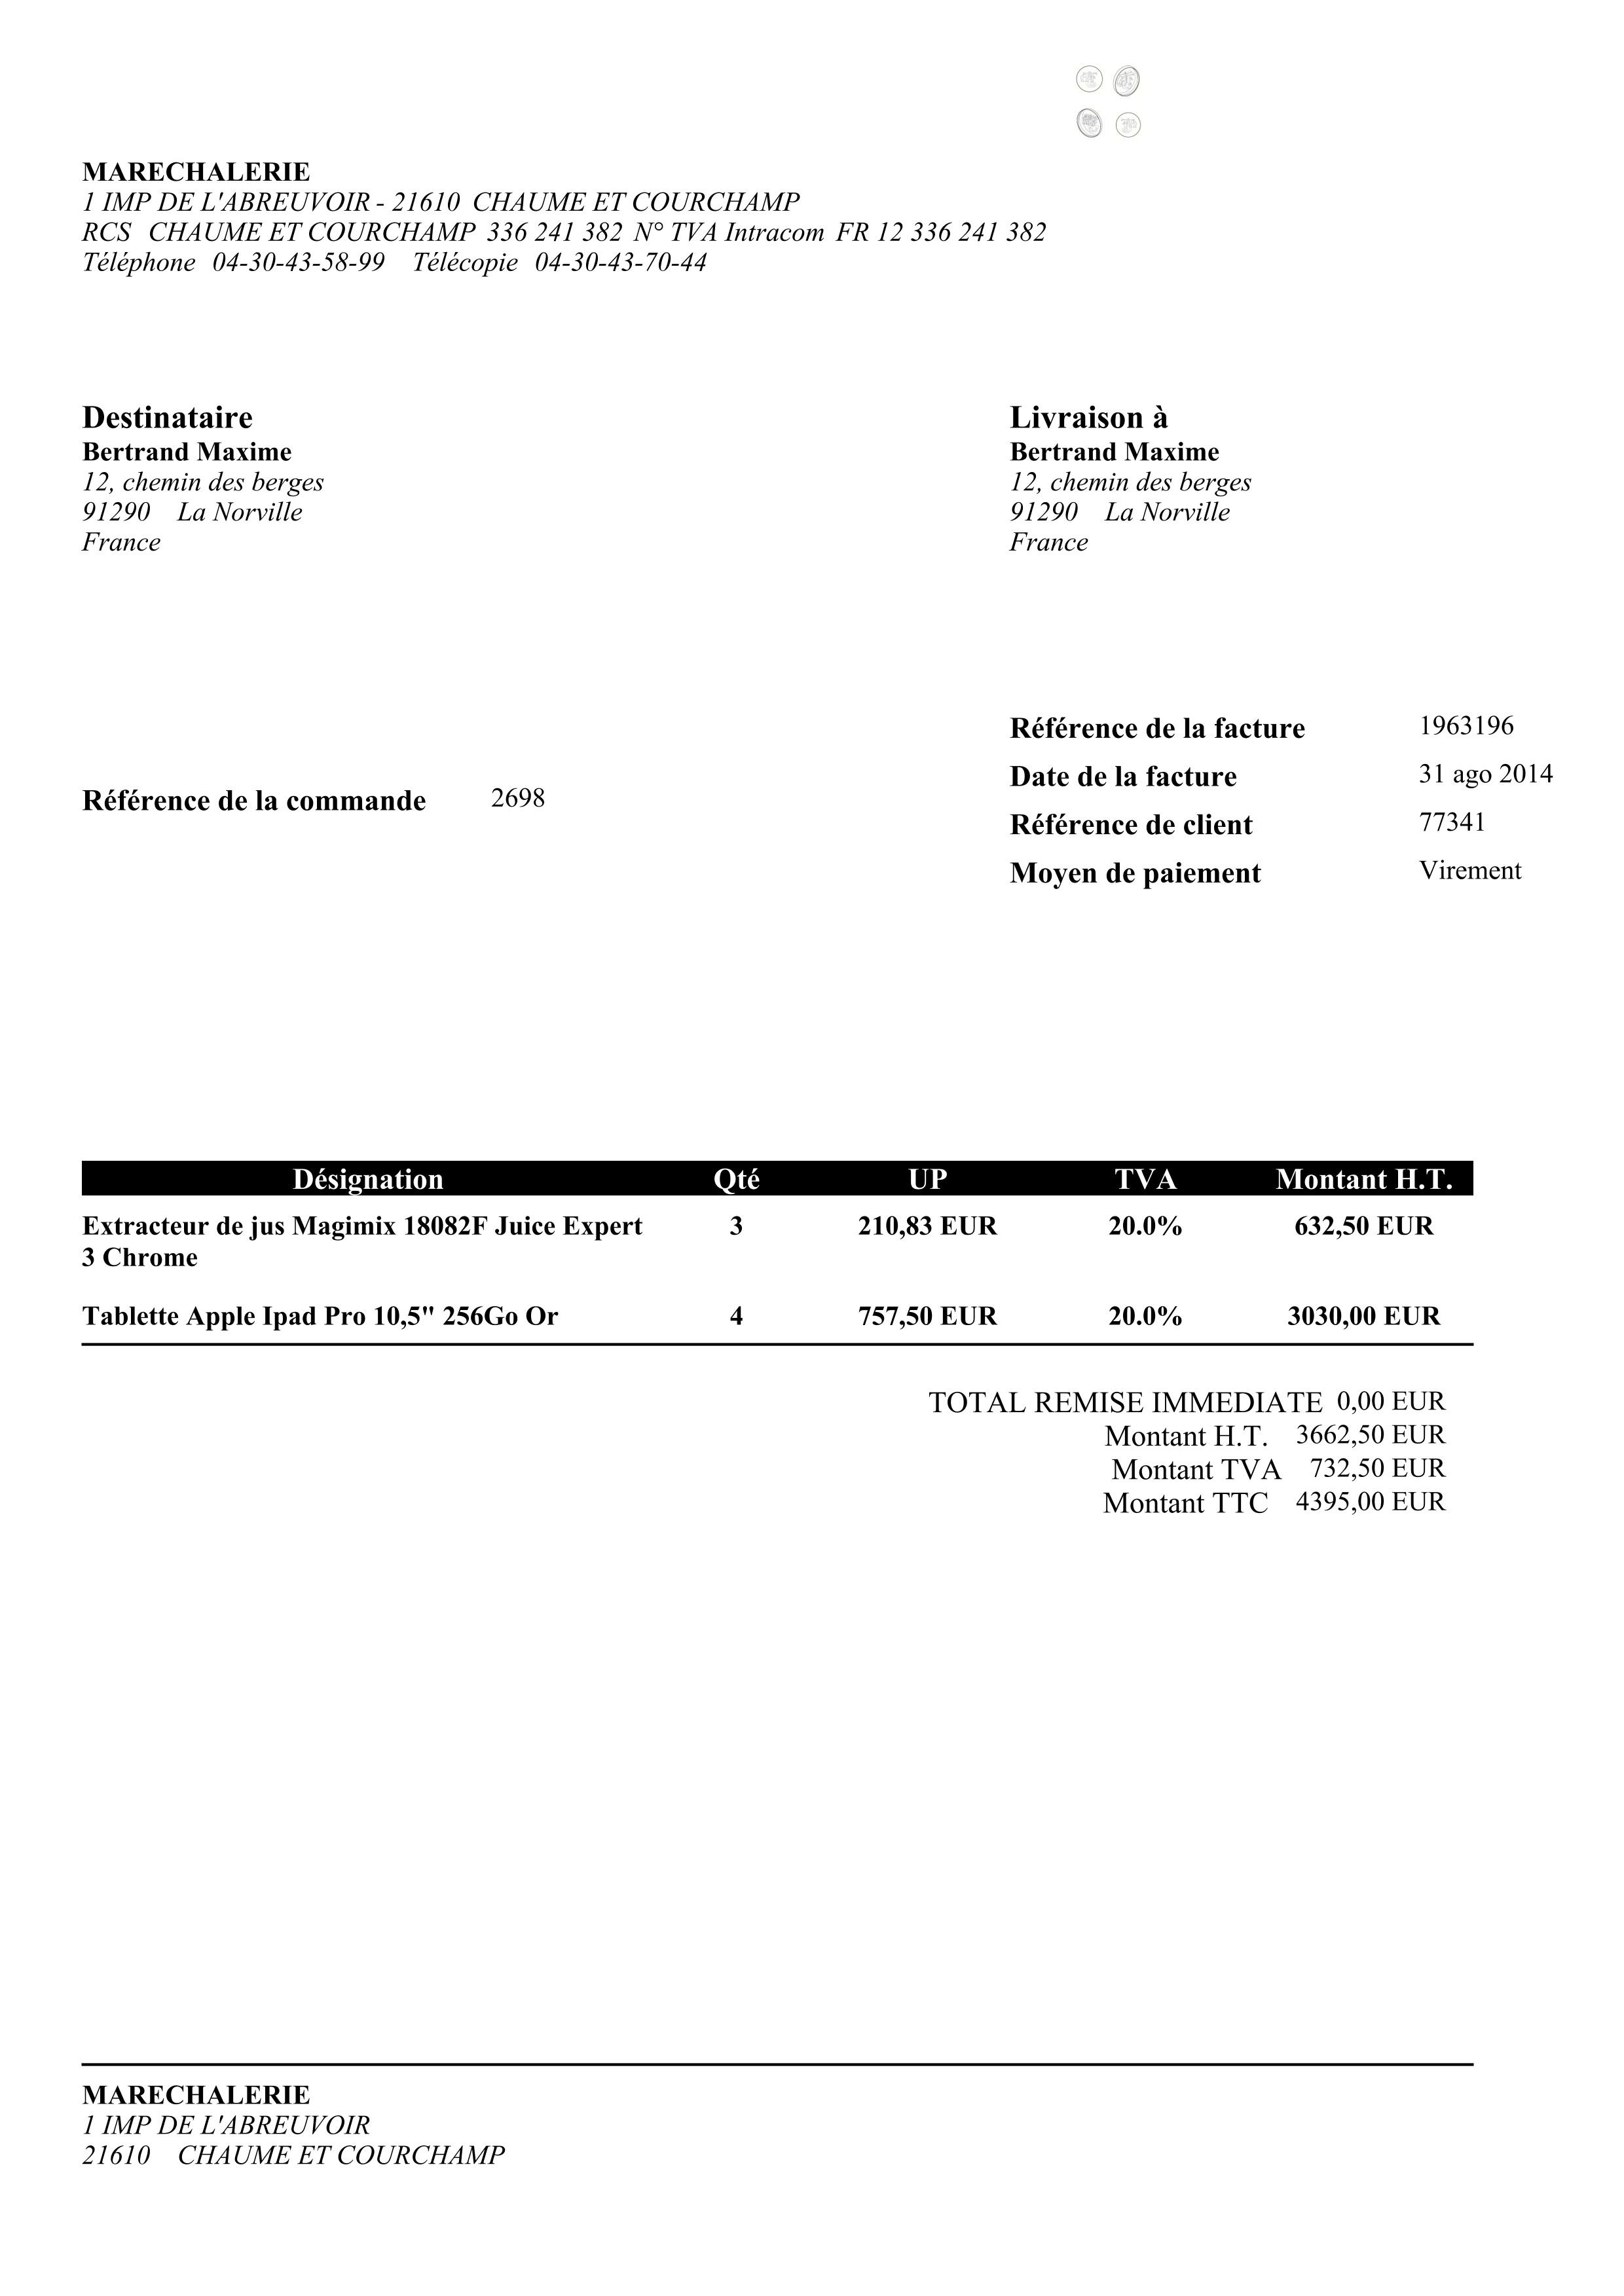 MARECHALERIE
1 IMP DE L'ABREUVOIR - 21610 CHAUME ET COURCHAMP
RCS CHAUME ET COURCHAMP 336 241 382 N° TVA Intracom FR 12 336 241 382
Téléphone 04-30-43-58-99 Télécopie 04-30-43-70-44
Destinataire
Bertrand Maxime
12, chemin des berges
91290 La Norville
France
Livraison à
Bertrand Maxime
12, chemin des berges
91290 La Norville
France
Référence de la commande 2698
Référence de la facture 1963196
Date de la facture 31 ago 2014
Référence de client 77341
Moyen de paiement Virement
Désignation Qté UP TVA Montant H.T.
Extracteur de jus Magimix 18082F Juice Expert 3 210,83 EUR 20.0% 632,50 EUR
3 Chrome
Tablette Apple Ipad Pro 10,5" 256Go Or 4 757,50 EUR 20.0% 3030,00 EUR
TOTAL REMISE IMMEDIATE 0,00 EUR
Montant H.T. 3662,50 EUR
Montant TVA 732,50 EUR
Montant TTC 4395,00 EUR
MARECHALERIE
1 IMP DE L'ABREUVOIR
21610 CHAUME ET COURCHAMP